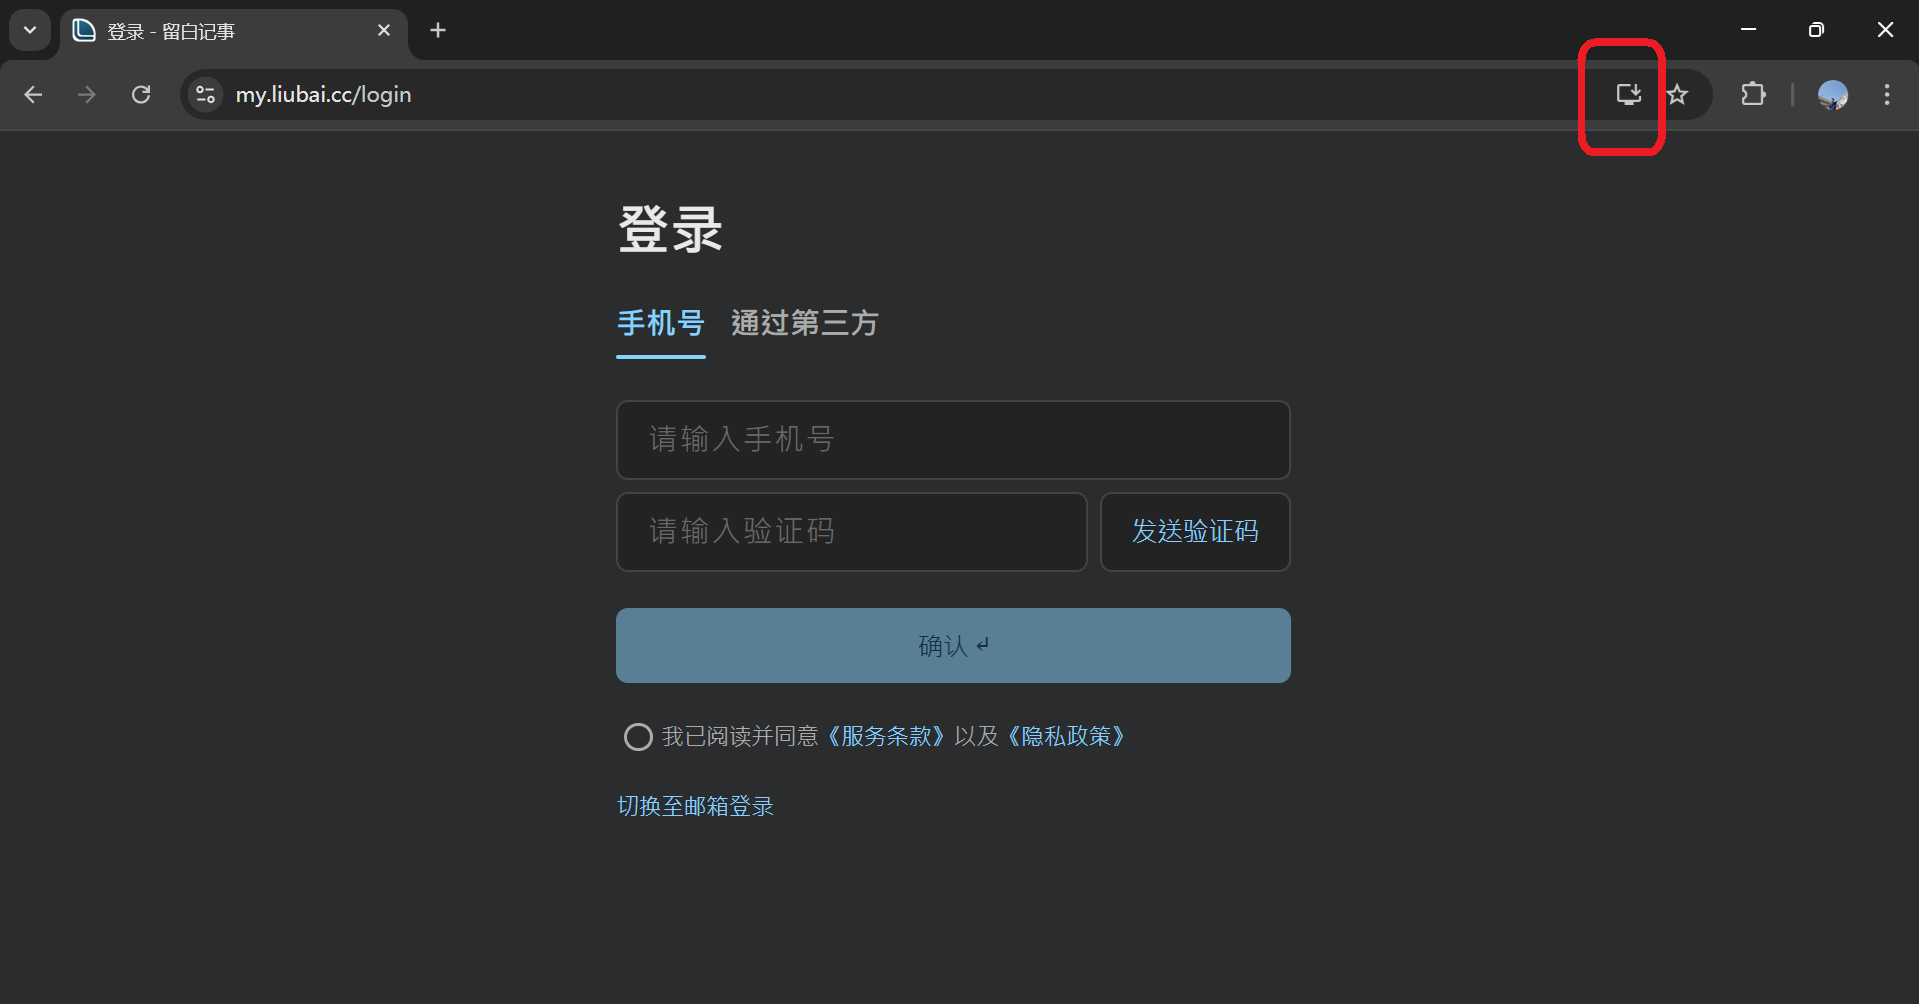 登录 - 留白记事
my.liubai.cc/login
登录
手机号 通过第三方
请输入手机号
请输入验证码 发送验证码
确认 ↵
我已阅读并同意《服务条款》以及《隐私政策》
切换至邮箱登录